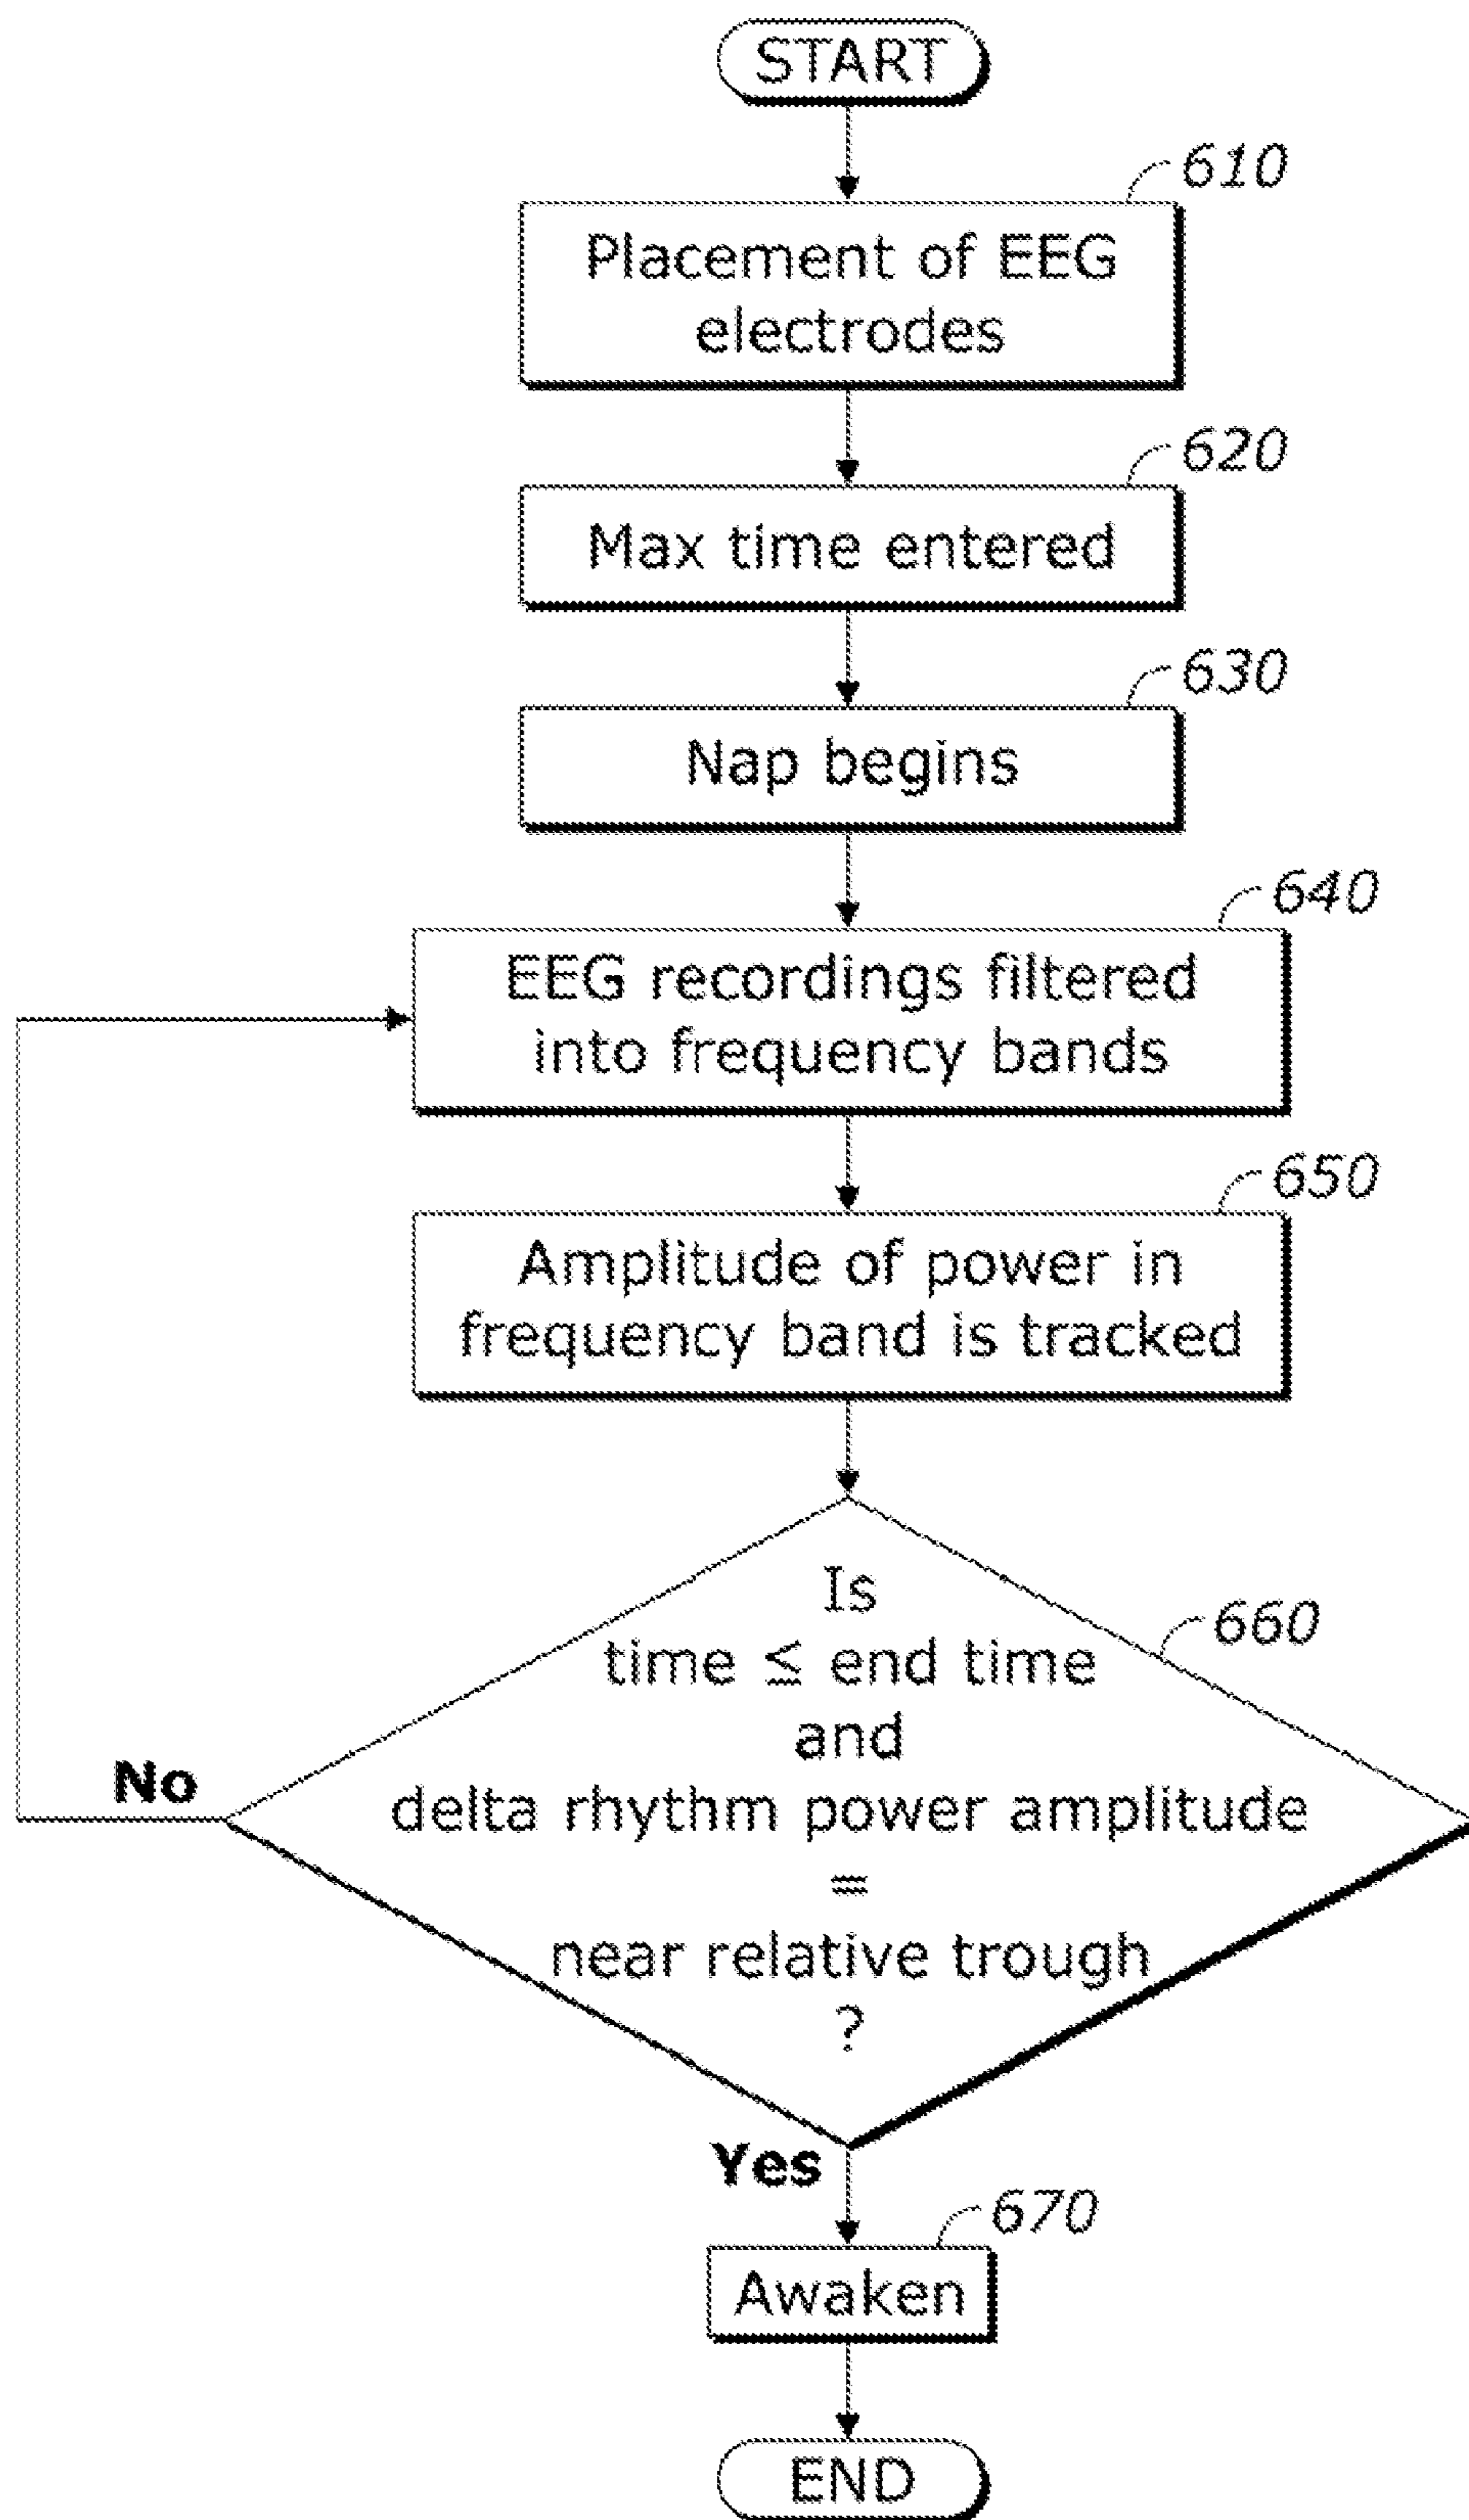 START
610
Placement of EEG
electrodes
620
Max time entered
630
Nap begins
640
EEG recordings filtered
into frequency bands
650
Amplitude of power in
frequency band is tracked
660
Is
time ≦ end time
and
delta rhythm power amplitude
=
near relative trough
?
No
Yes
670
Awaken
END